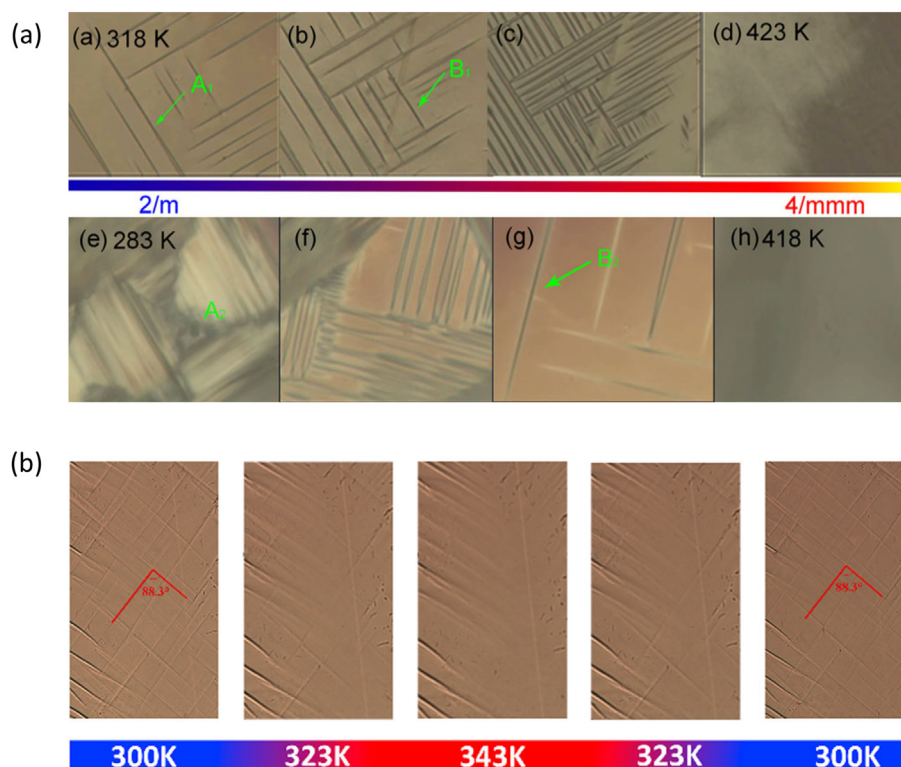 (a)
(a) 318 K
A₁
(b)
B₁
(c)
(d) 423 K
2/m
4/mmm
(e) 283 K
A₂
(f)
(g)
B₂
(h) 418 K
(b)
88.3°
88.3°
300K
323K
343K
323K
300K